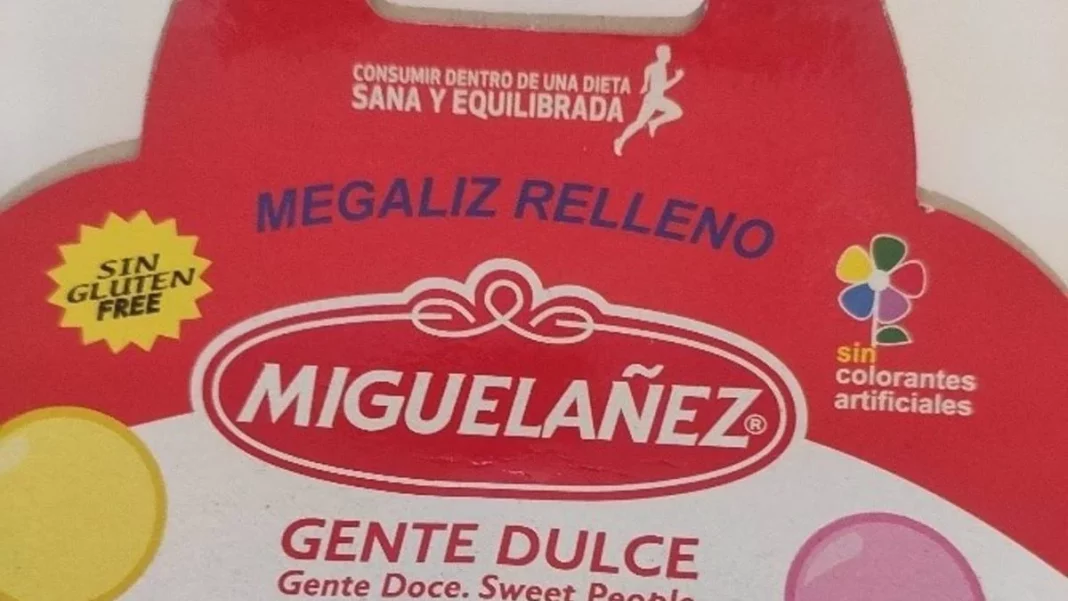 CONSUMIR DENTRO DE UNA DIETA
SANA Y EQUILIBRADA
MEGALIZ RELLENO
SIN
GLUTEN
FREE
sin
colorantes
artificiales
MIGUELAÑEZ®
GENTE DULCE
Gente Doce. Sweet People